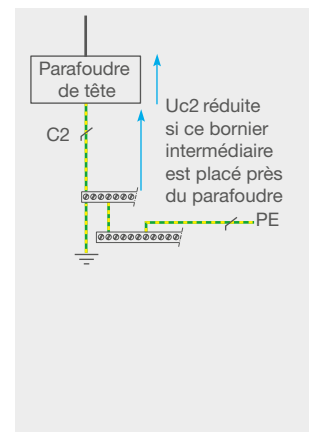 Parafoudre
de tête
C2
Uc2 réduite
si ce bornier
intermédiaire
est placé près
du parafoudre
PE